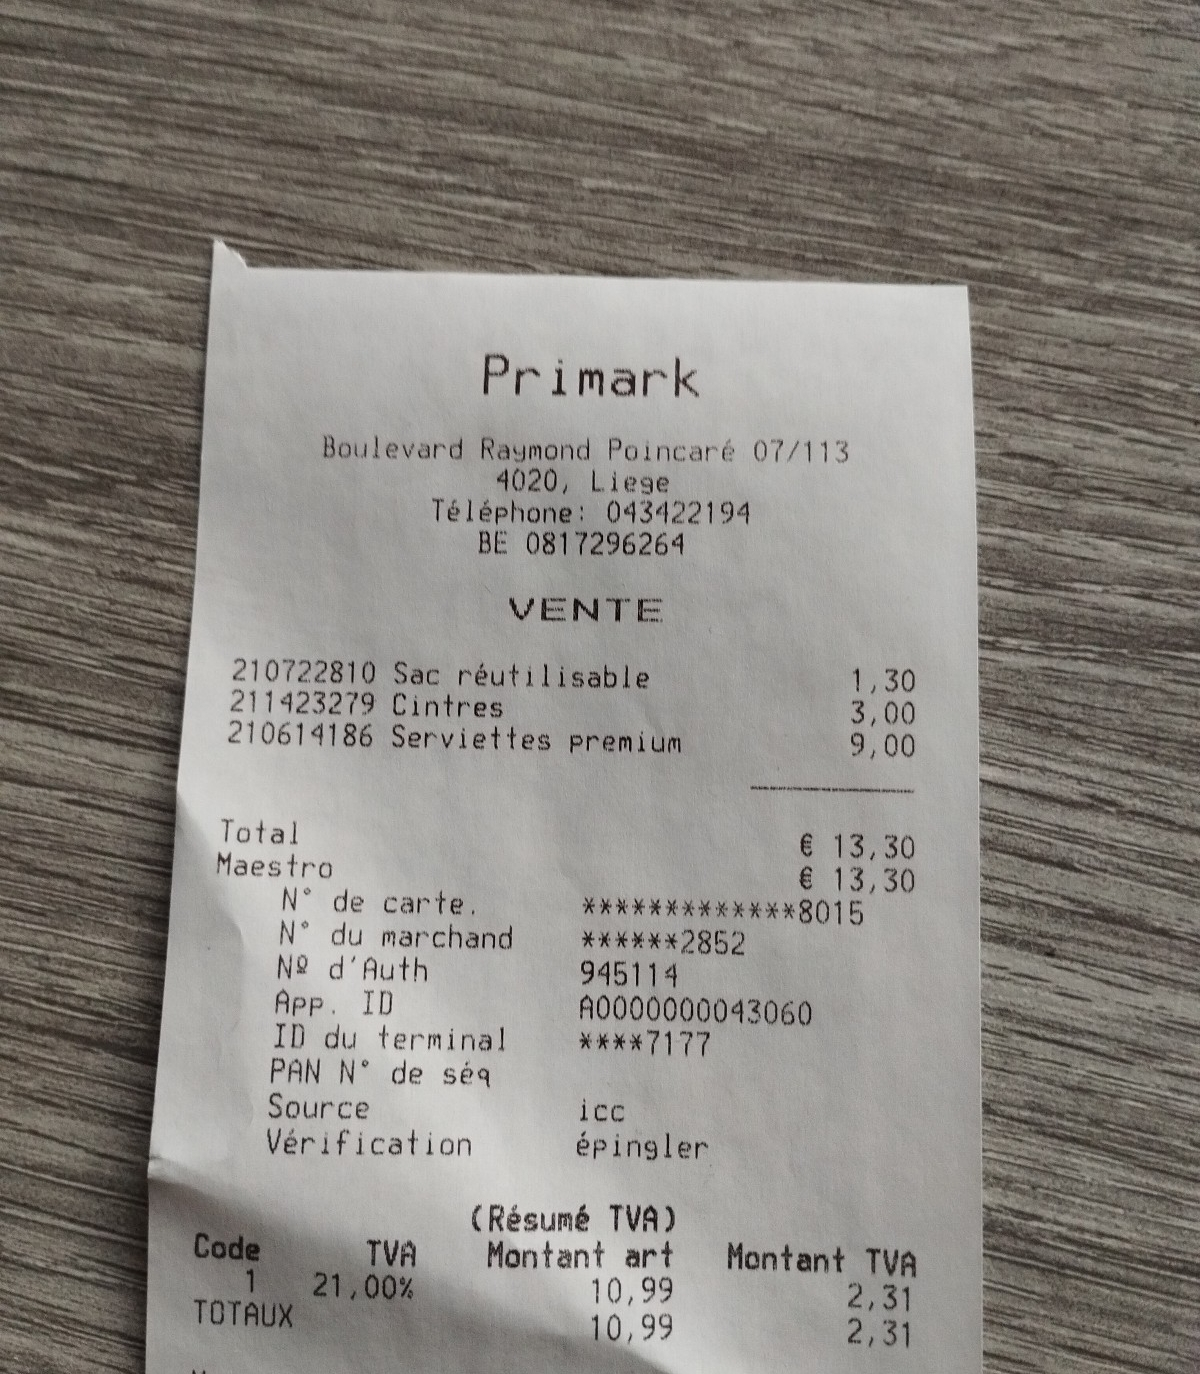 Primark
Boulevard Raymond Poincaré 07/113
4020, Liege
Téléphone: 043422194
BE 0817296264
VENTE
210722810 Sac réutilisable 1,30
211423279 Cintres 3,00
210614186 Serviettes premium 9,00
Total € 13,30
Maestro € 13,30
N° de carte. *************8015
N° du marchand ******2852
Nº d'Auth 945114
App. ID A0000000043060
ID du terminal ****7177
PAN N° de séq
Source icc
Vérification épingler
(Résumé TVA)
Code TVA Montant art Montant TVA
1 21,00% 10,99 2,31
TOTAUX 10,99 2,31